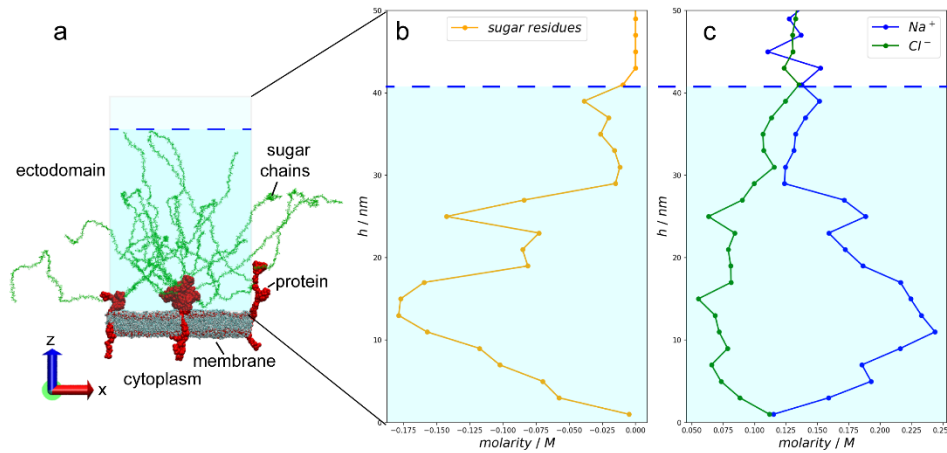 a
ectodomain
sugar
chains
protein
membrane
cytoplasm
z
x
b
sugar residues
h / nm
50
40
30
20
10
0
−0.175 −0.150 −0.125 −0.100 −0.075 −0.050 −0.025 0.000
molarity / M
c
Na⁺
Cl⁻
h / nm
50
40
30
20
10
0
0.050 0.075 0.100 0.125 0.150 0.175 0.200 0.225 0.25
molarity / M